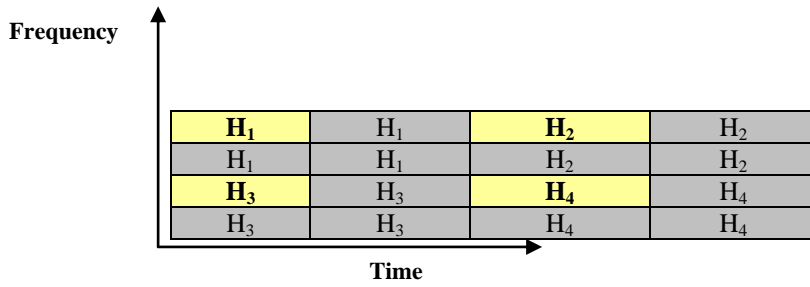 Frequency
H₁ H₁ H₂ H₂
H₁ H₁ H₂ H₂
H₃ H₃ H₄ H₄
H₃ H₃ H₄ H₄
Time